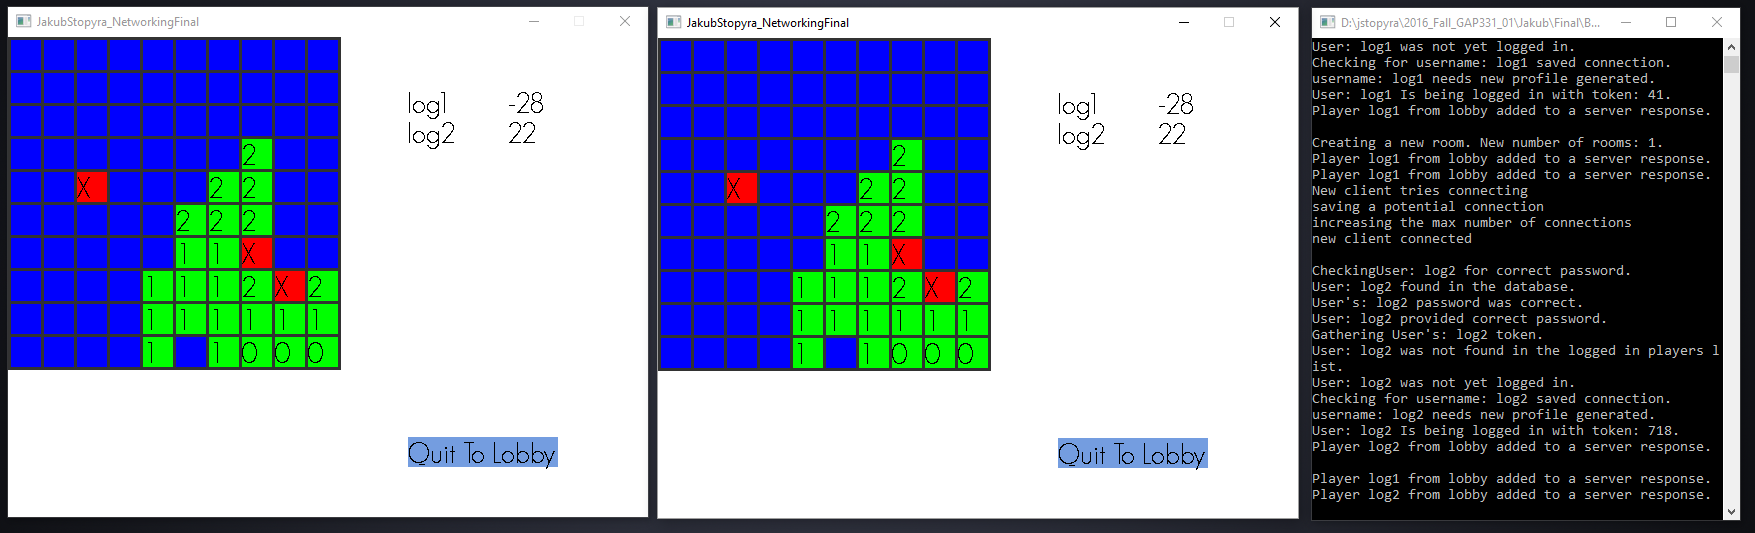 JakubStopyra_NetworkingFinal
log1 -28
log2 22
2
X 2 2
2 2 2
1 1 X
1 1 1 2 X 2
1 1 1 1 1 1
1 1 0 0 0
Quit To Lobby
JakubStopyra_NetworkingFinal
log1 -28
log2 22
2
X 2 2
2 2 2
1 1 X
1 1 1 2 X 2
1 1 1 1 1 1
1 1 0 0 0
Quit To Lobby
D:\jstopyra\2016_Fall_GAP331_01\Jakub\Final\B...
User: log1 was not yet logged in.
Checking for username: log1 saved connection.
username: log1 needs new profile generated.
User: log1 Is being logged in with token: 41.
Player log1 from lobby added to a server response.
Creating a new room. New number of rooms: 1.
Player log1 from lobby added to a server response.
Player log1 from lobby added to a server response.
New client tries connecting
saving a potential connection
increasing the max number of connections
new client connected
CheckingUser: log2 for correct password.
User: log2 found in the database.
User's: log2 password was correct.
User: log2 provided correct password.
Gathering User's: log2 token.
User: log2 was not found in the logged in players l
ist.
User: log2 was not yet logged in.
Checking for username: log2 saved connection.
username: log2 needs new profile generated.
User: log2 Is being logged in with token: 718.
Player log2 from lobby added to a server response.
Player log1 from lobby added to a server response.
Player log2 from lobby added to a server response.